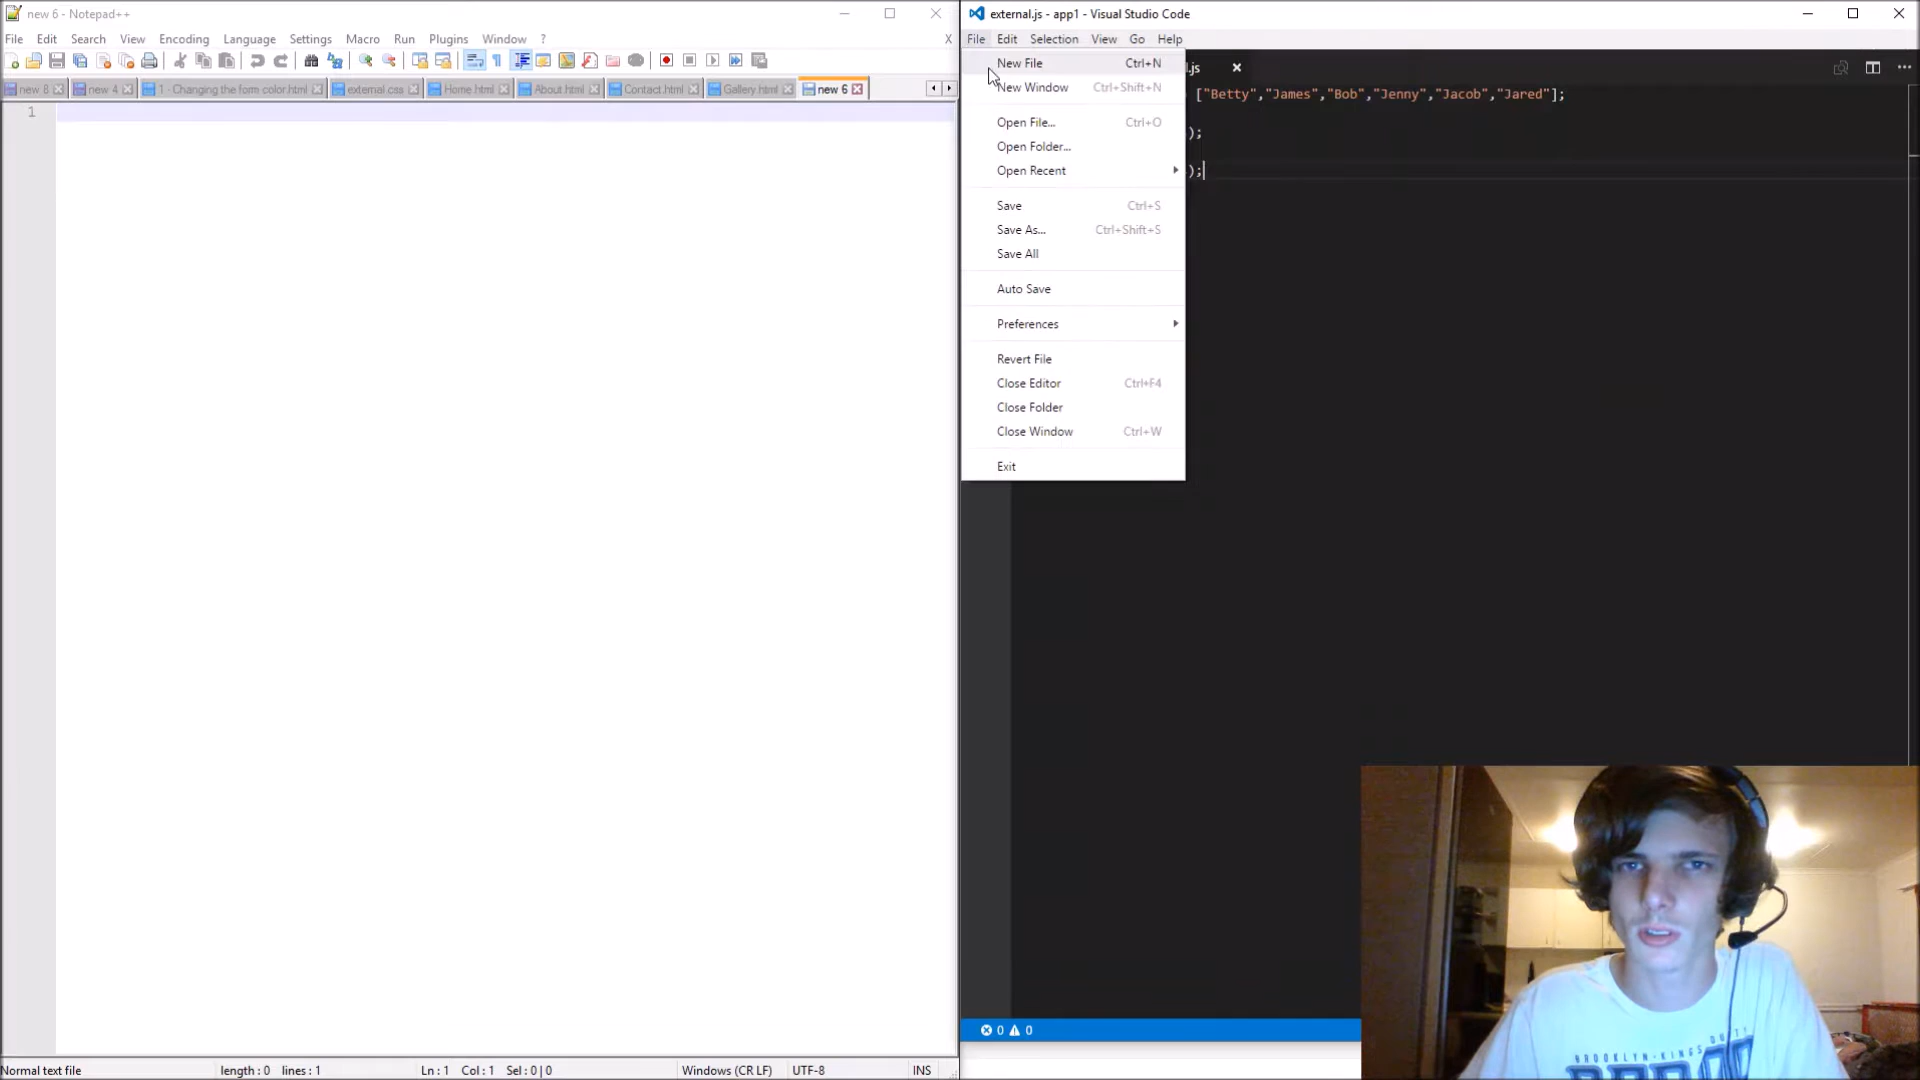 new 6 - Notepad++
File Edit Search View Encoding Language Settings Macro Run Plugins Window ?
X
new 8 new 4 1 - Changing the form color.html external.css Home.html About.html Contact.html Gallery.html new 6
1
Normal text file length : 0 lines : 1 Ln : 1 Col : 1 Sel : 0 | 0 Windows (CR LF) UTF-8 INS
external.js - app1 - Visual Studio Code
File Edit Selection View Go Help
New File Ctrl+N
New Window Ctrl+Shift+N
Open File... Ctrl+O
Open Folder...
Open Recent
Save Ctrl+S
Save As... Ctrl+Shift+S
Save All
Auto Save
Preferences
Revert File
Close Editor Ctrl+F4
Close Folder
Close Window Ctrl+W
Exit
.js
["Betty","James","Bob","Jenny","Jacob","Jared"];
);
);
0 0
BROOKLYN-KINGS